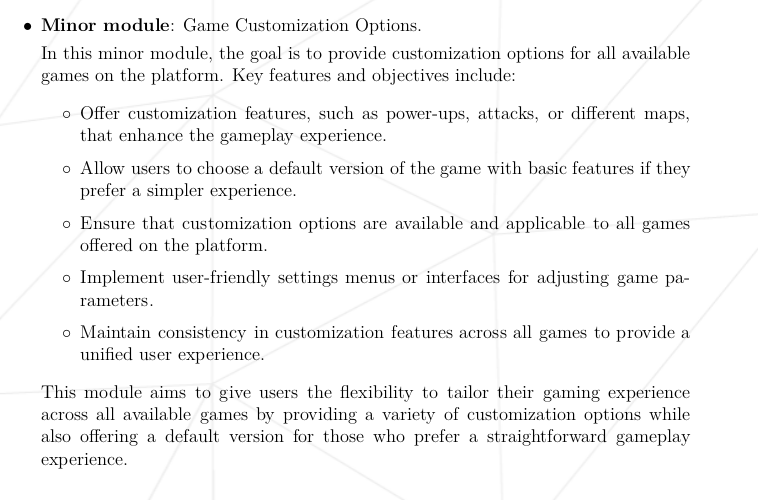 • Minor module: Game Customization Options.
In this minor module, the goal is to provide customization options for all available
games on the platform. Key features and objectives include:
◦ Offer customization features, such as power-ups, attacks, or different maps,
that enhance the gameplay experience.
◦ Allow users to choose a default version of the game with basic features if they
prefer a simpler experience.
◦ Ensure that customization options are available and applicable to all games
offered on the platform.
◦ Implement user-friendly settings menus or interfaces for adjusting game pa-
rameters.
◦ Maintain consistency in customization features across all games to provide a
unified user experience.
This module aims to give users the flexibility to tailor their gaming experience
across all available games by providing a variety of customization options while
also offering a default version for those who prefer a straightforward gameplay
experience.